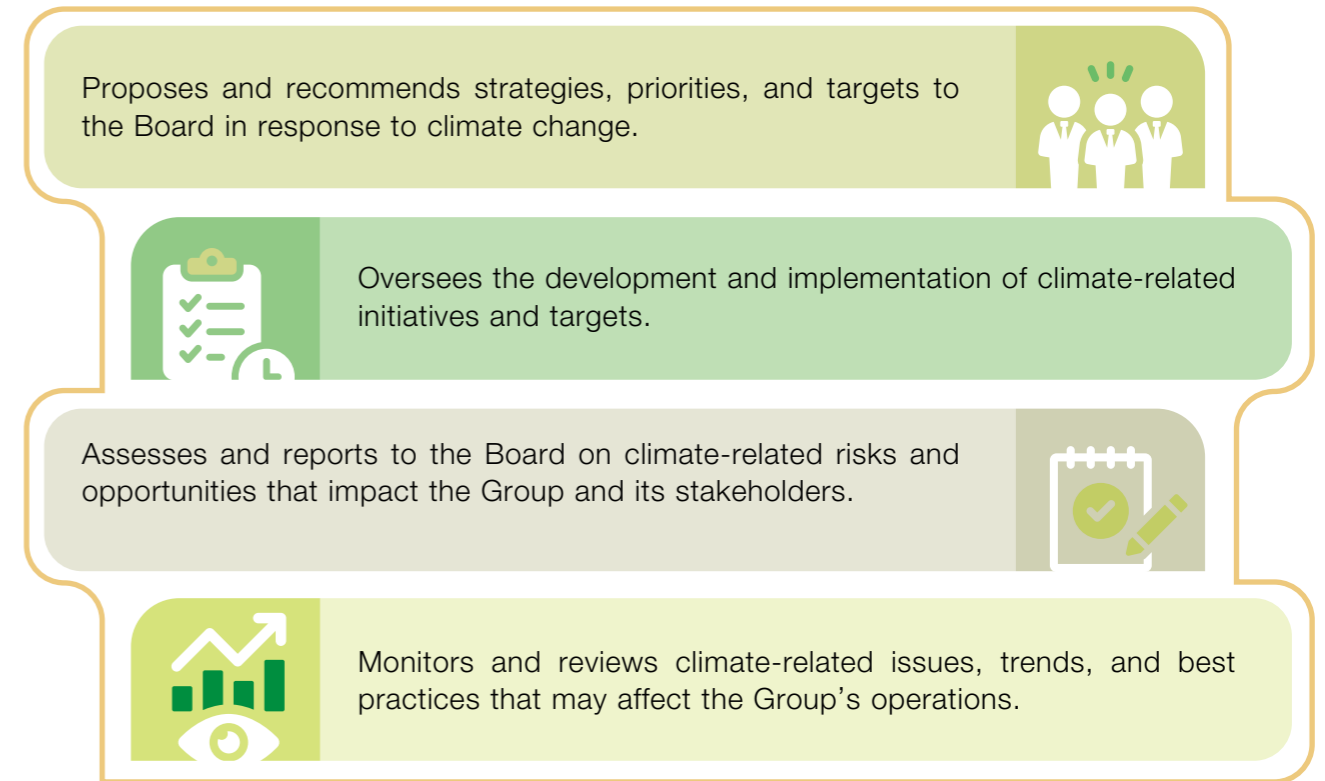 Proposes and recommends strategies, priorities, and targets to
the Board in response to climate change.
Oversees the development and implementation of climate-related
initiatives and targets.
Assesses and reports to the Board on climate-related risks and
opportunities that impact the Group and its stakeholders.
Monitors and reviews climate-related issues, trends, and best
practices that may affect the Group’s operations.